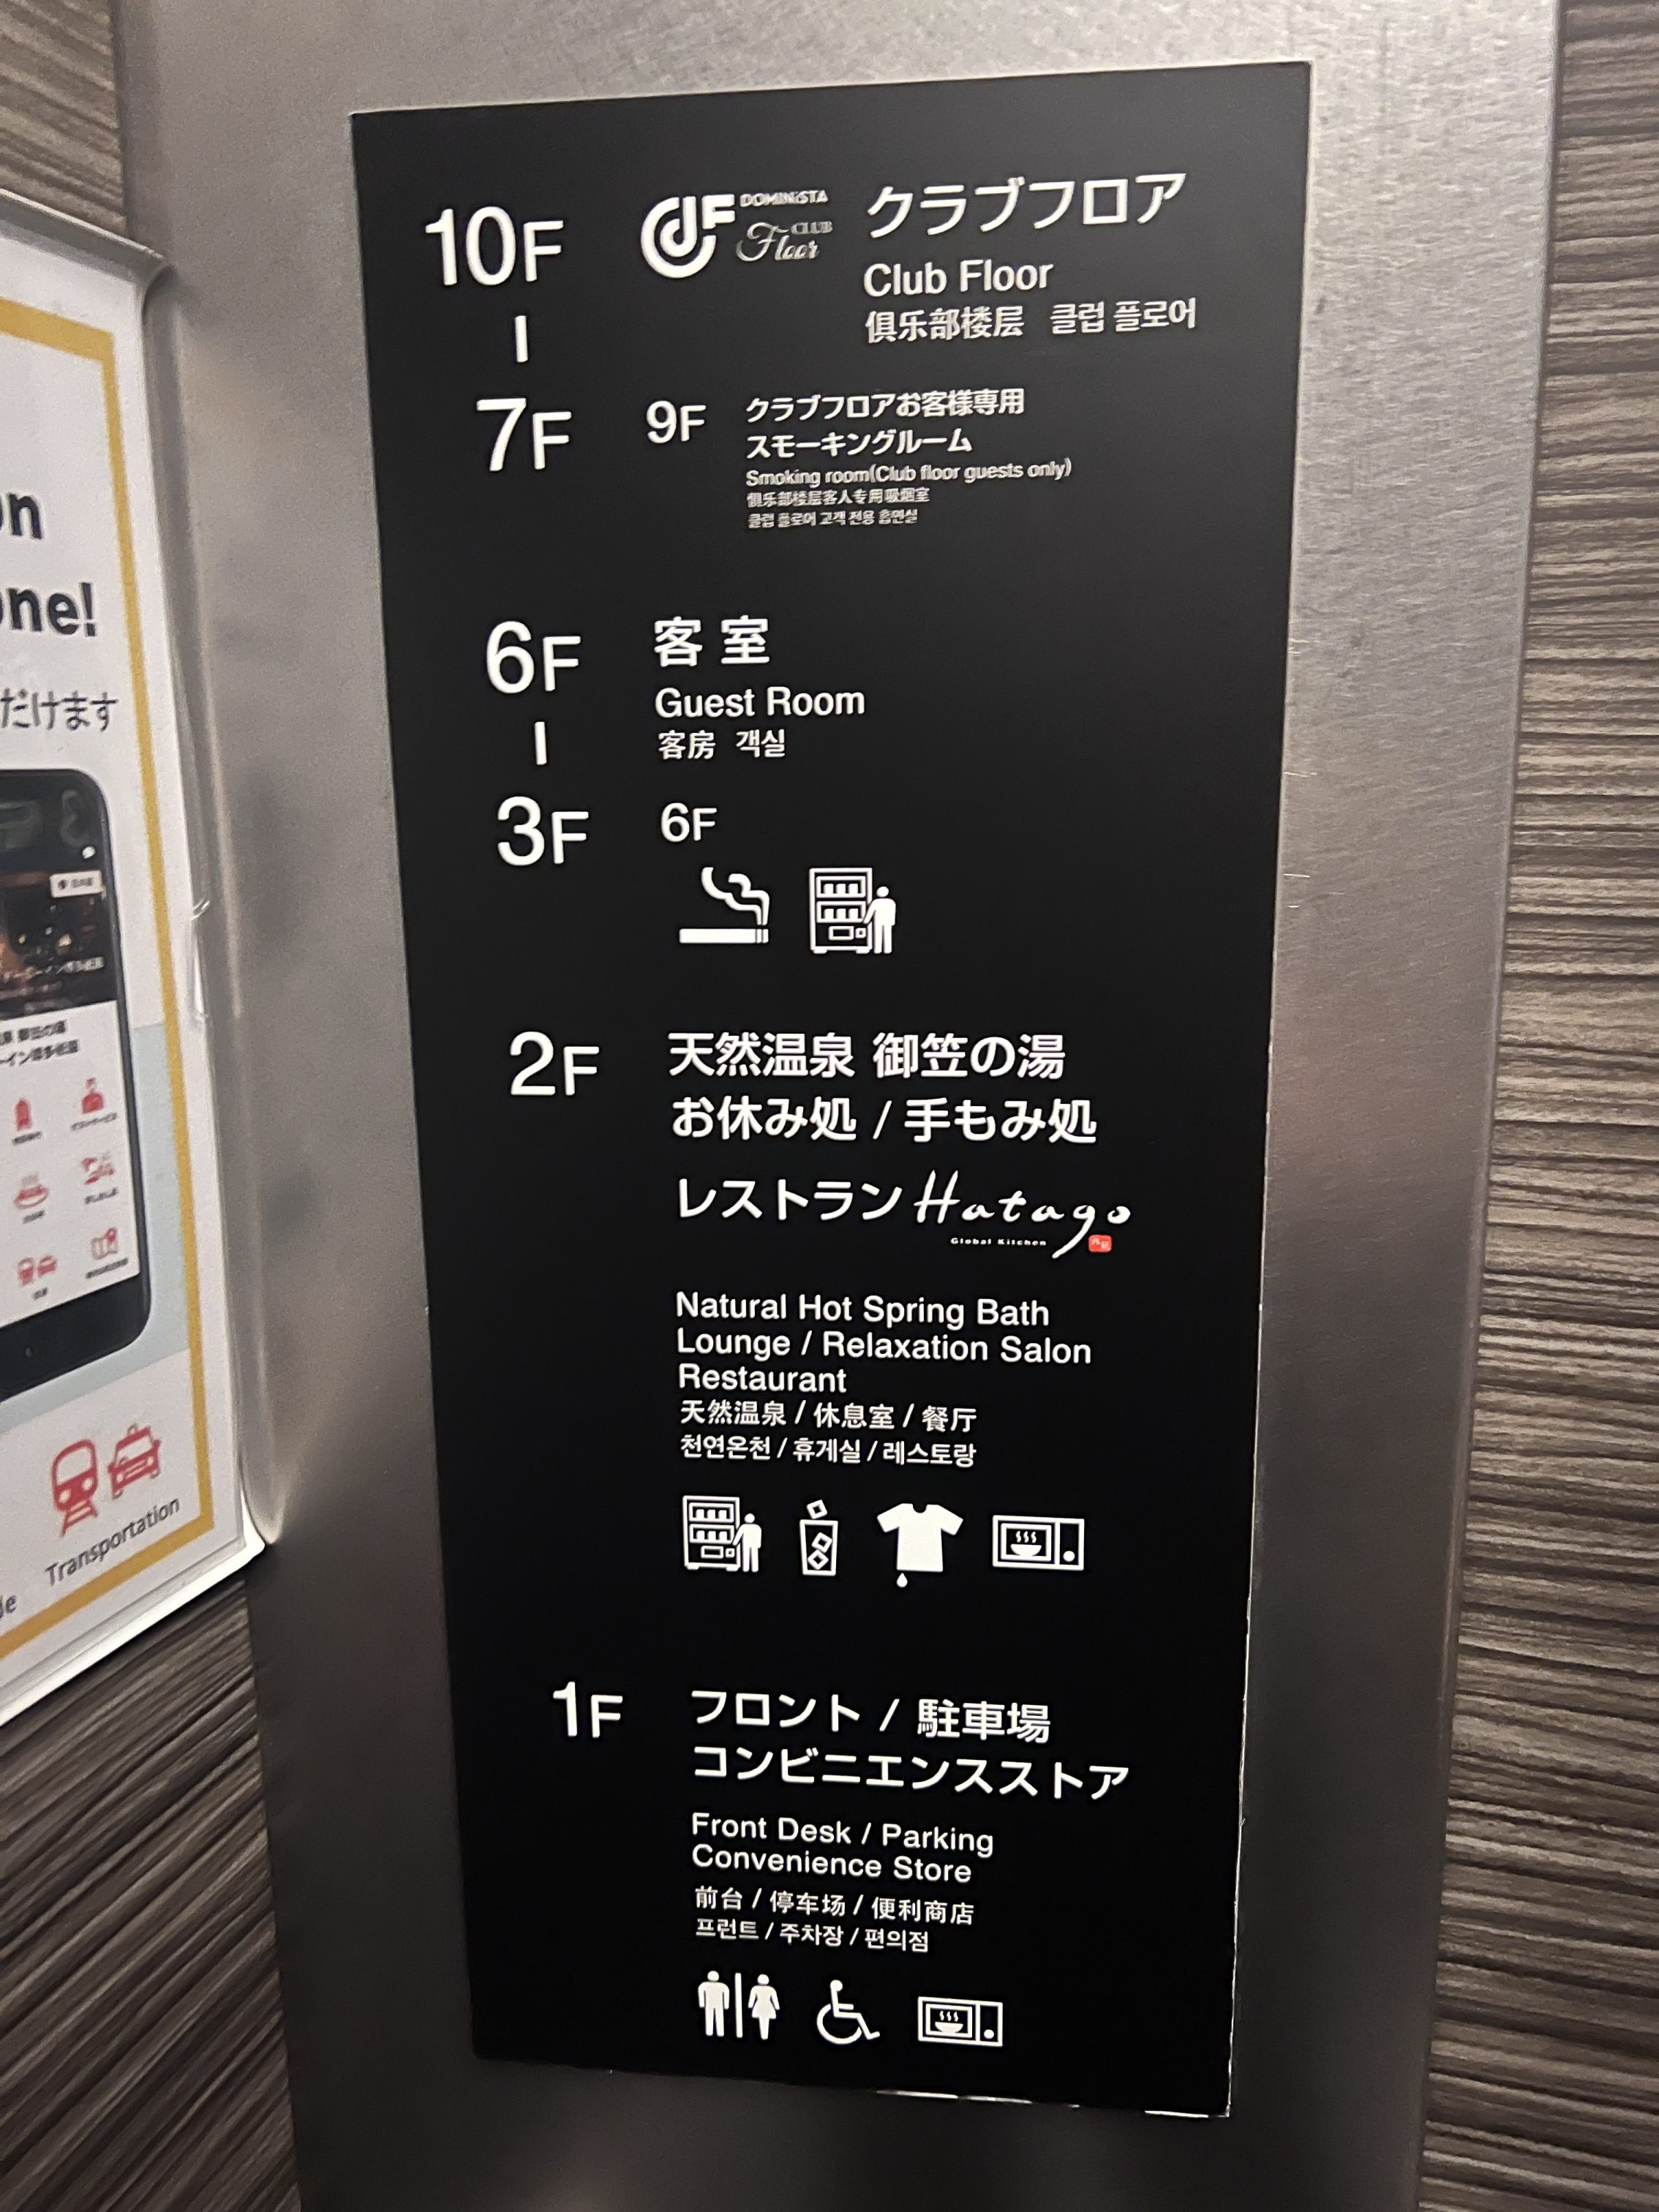 10F
DOMINISTA
CLUB
Floor
クラブフロア
Club Floor
俱乐部楼层 클럽 플로어
7F
9F
クラブフロアお客様専用
スモーキングルーム
Smoking room(Club floor guests only)
俱乐部楼层客人专用吸烟室
클럽 플로어 고객 전용 흡연실
6F
客室
Guest Room
客房 객실
3F
6F
2F
天然温泉 御笠の湯
お休み処 / 手もみ処
レストラン Hatago
Global Kitchen
Natural Hot Spring Bath
Lounge / Relaxation Salon
Restaurant
天然温泉 / 休息室 / 餐厅
천연온천 / 휴게실 / 레스토랑
1F
フロント / 駐車場
コンビニエンスストア
Front Desk / Parking
Convenience Store
前台 / 停车场 / 便利商店
프런트 / 주차장 / 편의점
on
one!
だけます
Transportation